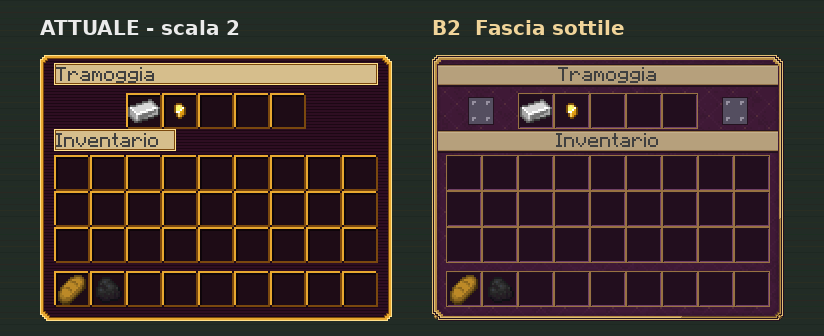 ATTUALE - scala 2
B2 Fascia sottile
Tramoggia
Tramoggia
Inventario
Inventario